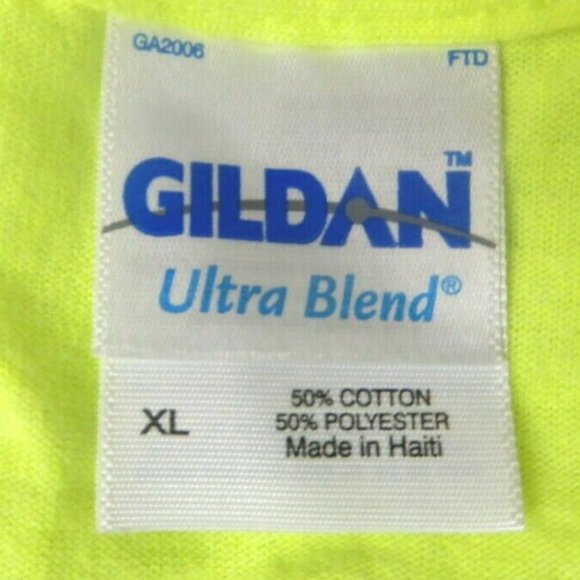 GA2006 FTD
GILDAN™
Ultra Blend®
XL
50% COTTON
50% POLYESTER
Made in Haiti